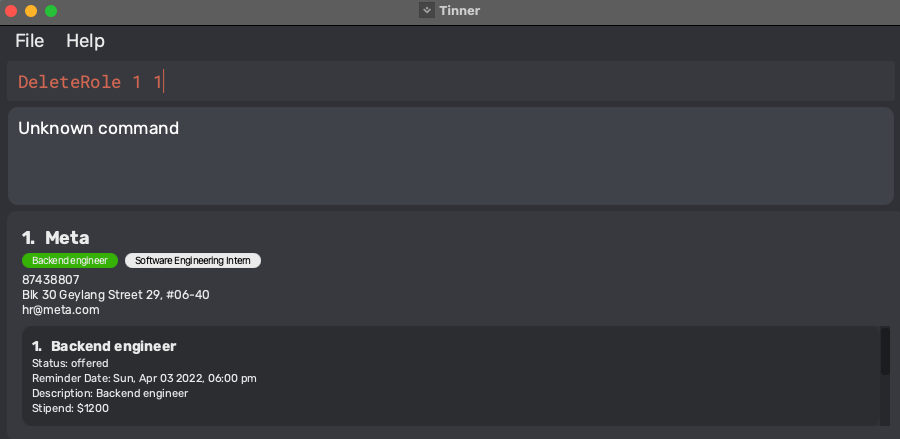 Tinner
File Help
DeleteRole 1 1
Unknown command
1. Meta
Backend engineer Software Engineering Intern
87438807
Blk 30 Geylang Street 29, #06-40
hr@meta.com
1. Backend engineer
Status: offered
Reminder Date: Sun, Apr 03 2022, 06:00 pm
Description: Backend engineer
Stipend: $1200